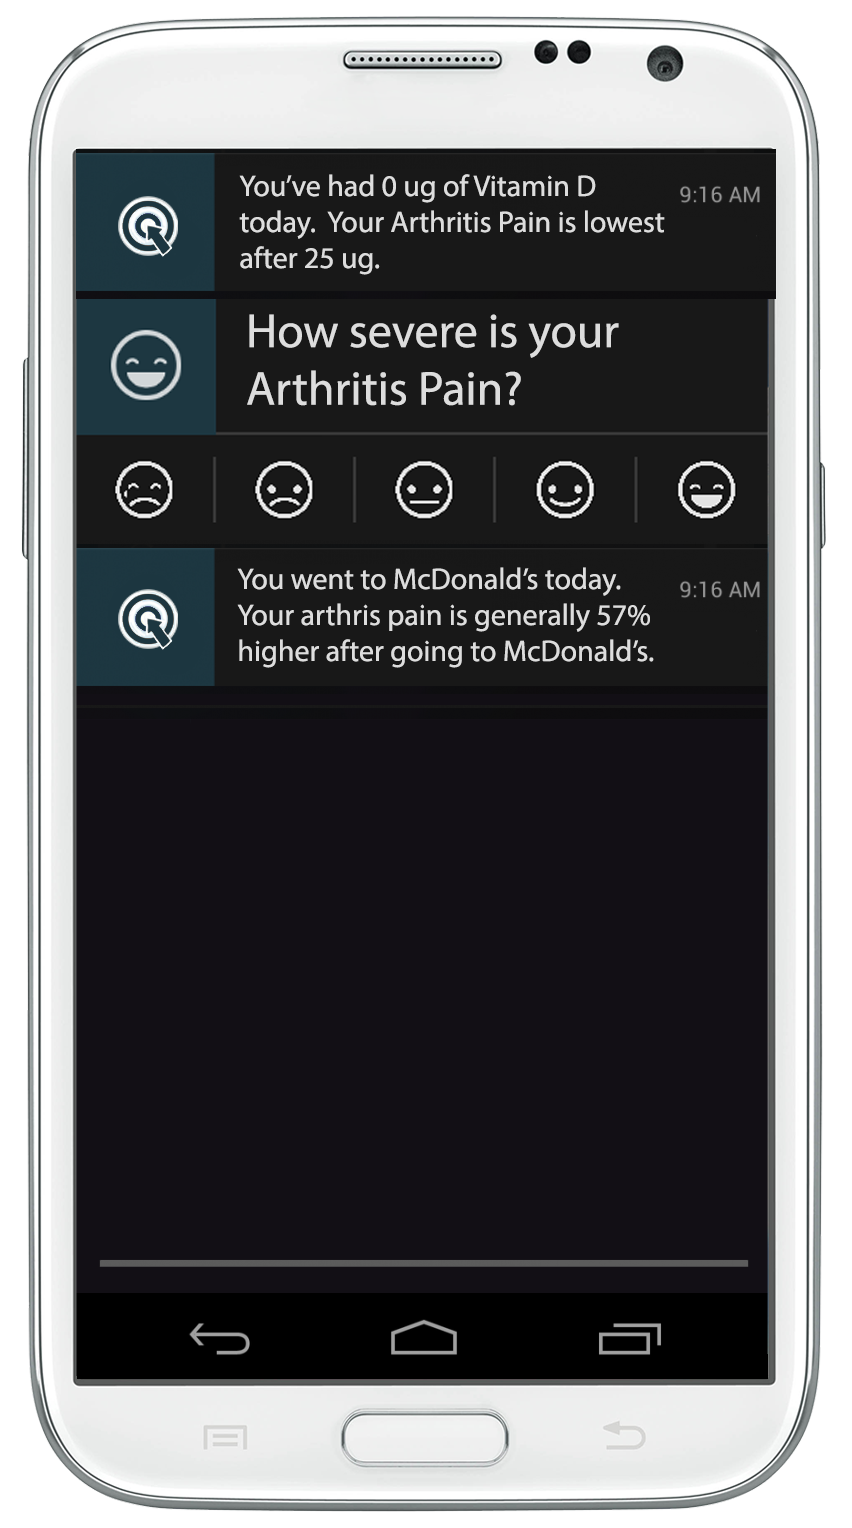 You've had 0 ug of Vitamin D
9:16 AM
today.  Your Arthritis Pain is lowest
after 25 ug.
How severe is your
Arthritis Pain?
You went to McDonald's today.
9:16 AM
Your arthris pain is generally 57%
higher after going to McDonald's.